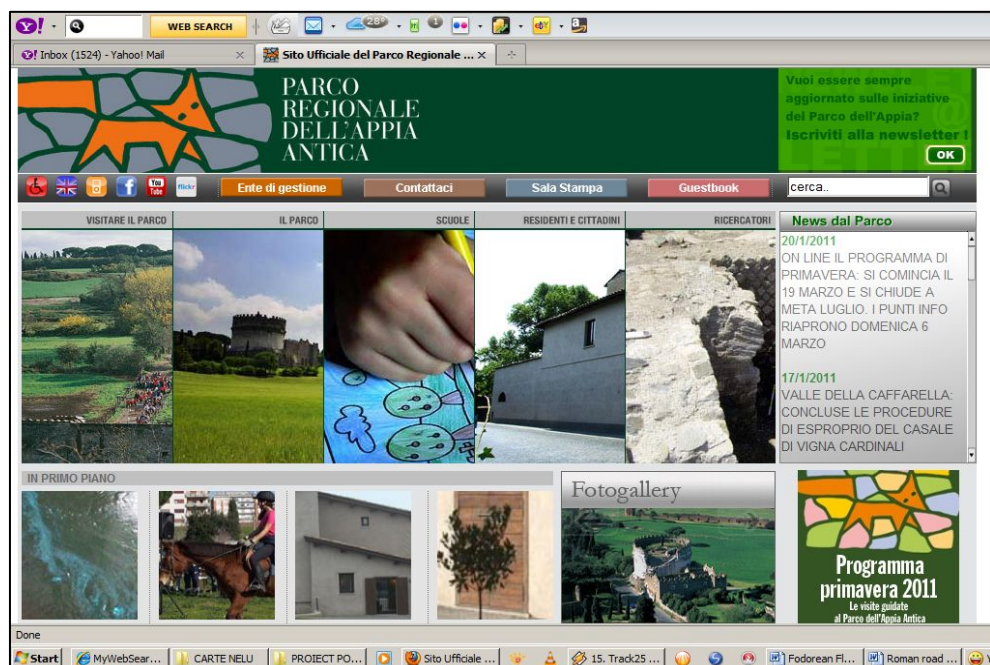 WEB SEARCH
28°
1
Y! Inbox (1524) - Yahoo! Mail
Sito Ufficiale del Parco Regionale ...
PARCO
REGIONALE
DELL'APPIA
ANTICA
Vuoi essere sempre
aggiornato sulle iniziative
del Parco dell'Appia?
Iscriviti alla newsletter !
OK
You
Tube
flickr
Ente di gestione
Contattaci
Sala Stampa
Guestbook
cerca..
VISITARE IL PARCO
IL PARCO
SCUOLE
RESIDENTI E CITTADINI
RICERCATORI
News dal Parco
20/1/2011
ON LINE IL PROGRAMMA DI
PRIMAVERA: SI COMINCIA IL
19 MARZO E SI CHIUDE A
META LUGLIO. I PUNTI INFO
RIAPRONO DOMENICA 6
MARZO
17/1/2011
VALLE DELLA CAFFARELLA:
CONCLUSE LE PROCEDURE
DI ESPROPRIO DEL CASALE
DI VIGNA CARDINALI
IN PRIMO PIANO
Fotogallery
Programma
primavera 2011
Le visite guidate
al Parco dell'Appia Antica
Done
Start
MyWebSear...
CARTE NELU
PROIECT PO...
Sito Ufficiale ...
15. Track25 ...
Fodorean Fl...
Roman road ...